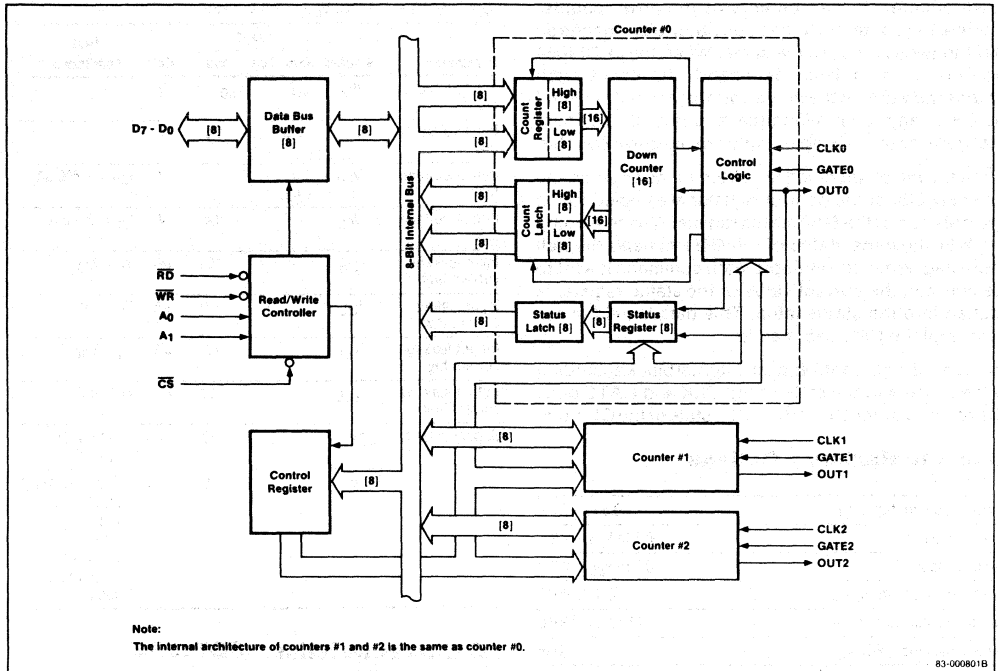 Counter #0
D7 - D0
[8]
Data Bus
Buffer
[8]
[8]
8-Bit Internal Bus
[8]
[8]
Count
Register
High
[8]
Low
[8]
[16]
Down
Counter
[16]
Control
Logic
CLK0
GATE0
OUT0
[8]
[8]
Count
Latch
High
[8]
Low
[8]
[16]
RD
WR
A0
A1
CS
Read/Write
Controller
[8]
Status
Latch [8]
[8]
Status
Register [8]
Control
Register
[8]
[8]
Counter #1
CLK1
GATE1
OUT1
[8]
Counter #2
CLK2
GATE2
OUT2
Note:
The internal architecture of counters #1 and #2 is the same as counter #0.
83-000801B